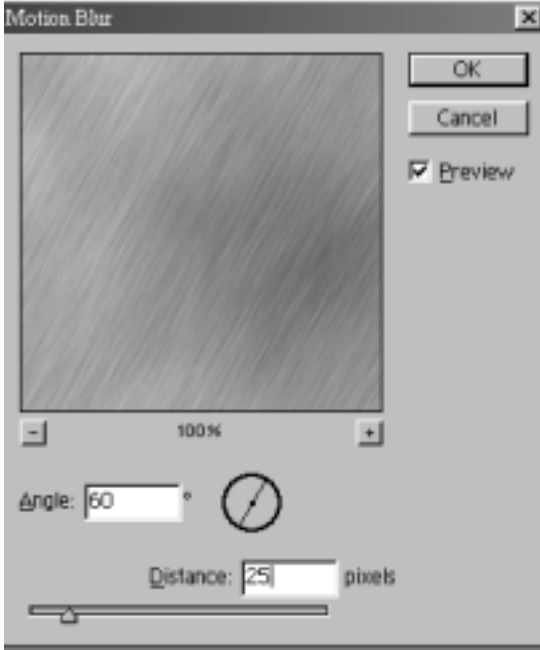 Motion Blur
OK
Cancel
Preview
- 100% +
Angle: 60 °
Distance: 25 pixels